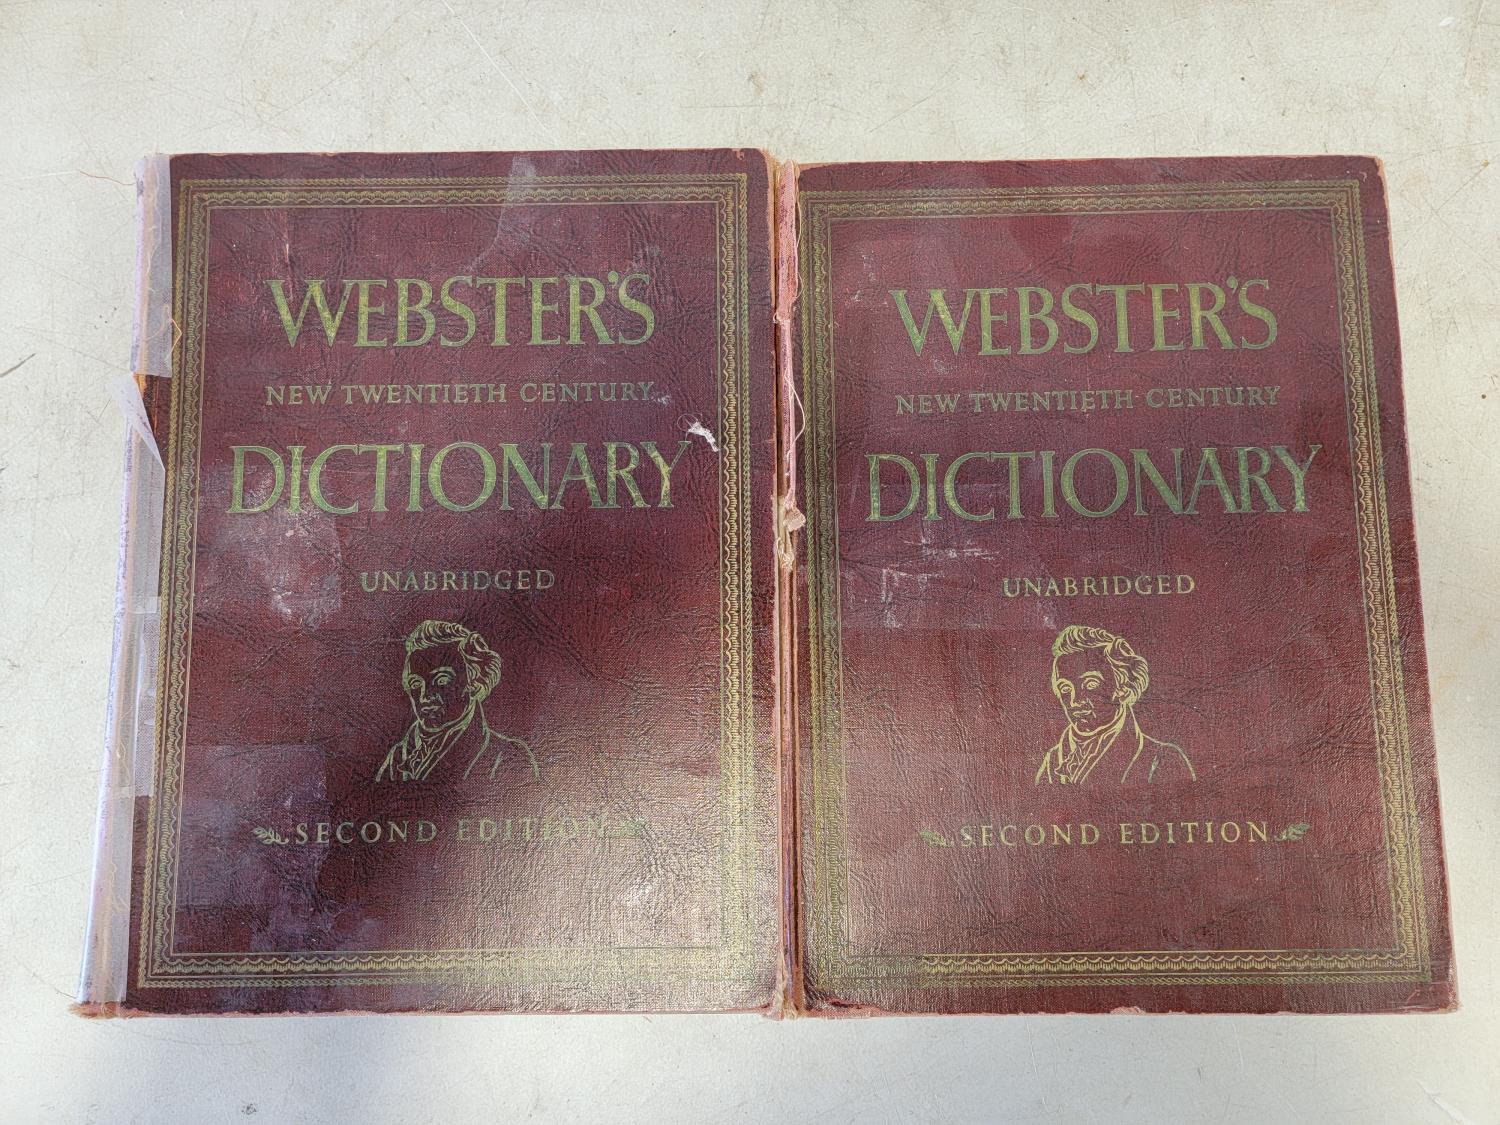 WEBSTER'S
NEW TWENTIETH CENTURY
DICTIONARY
UNABRIDGED
SECOND EDITION
WEBSTER'S
NEW TWENTIETH CENTURY
DICTIONARY
UNABRIDGED
SECOND EDITION